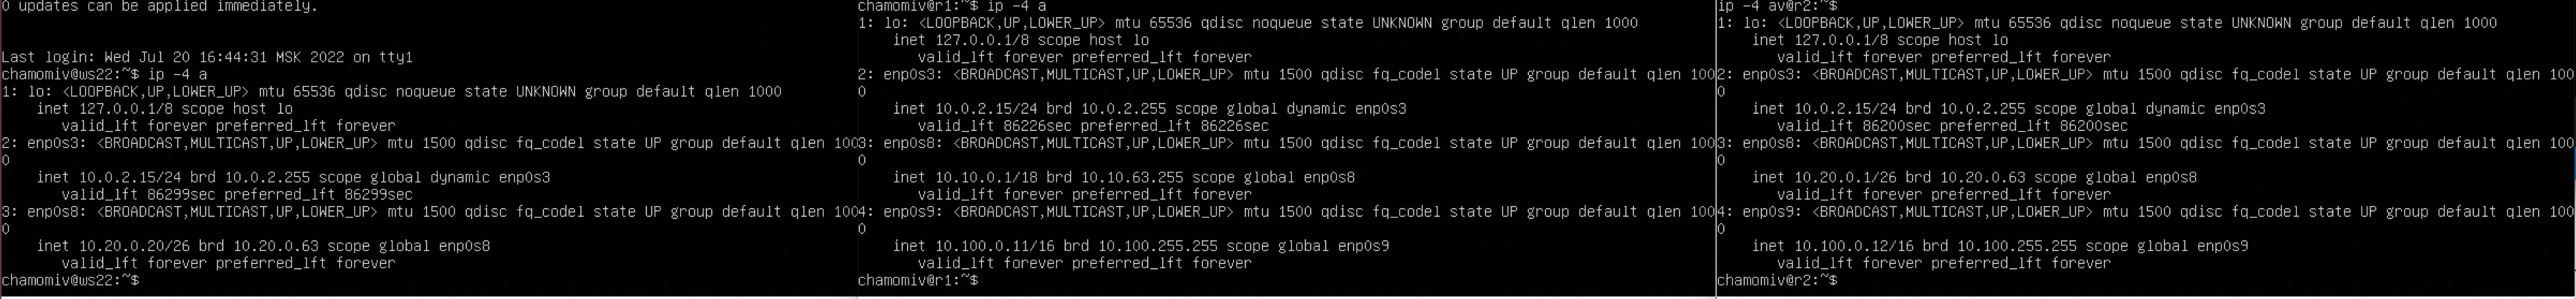 0 updates can be applied immediately.
Last login: Wed Jul 20 16:44:31 MSK 2022 on tty1
chamomiv@ws22:~$ ip -4 a
1: lo: <LOOPBACK,UP,LOWER_UP> mtu 65536 qdisc noqueue state UNKNOWN group default qlen 1000
    inet 127.0.0.1/8 scope host lo
       valid_lft forever preferred_lft forever
2: enp0s3: <BROADCAST,MULTICAST,UP,LOWER_UP> mtu 1500 qdisc fq_codel state UP group default qlen 100
0
    inet 10.0.2.15/24 brd 10.0.2.255 scope global dynamic enp0s3
       valid_lft 86299sec preferred_lft 86299sec
3: enp0s8: <BROADCAST,MULTICAST,UP,LOWER_UP> mtu 1500 qdisc fq_codel state UP group default qlen 100
0
    inet 10.20.0.20/26 brd 10.20.0.63 scope global enp0s8
       valid_lft forever preferred_lft forever
chamomiv@ws22:~$
chamomiv@r1:~$ ip -4 a
1: lo: <LOOPBACK,UP,LOWER_UP> mtu 65536 qdisc noqueue state UNKNOWN group default qlen 1000
    inet 127.0.0.1/8 scope host lo
       valid_lft forever preferred_lft forever
2: enp0s3: <BROADCAST,MULTICAST,UP,LOWER_UP> mtu 1500 qdisc fq_codel state UP group default qlen 100
0
    inet 10.0.2.15/24 brd 10.0.2.255 scope global dynamic enp0s3
       valid_lft 86226sec preferred_lft 86226sec
3: enp0s8: <BROADCAST,MULTICAST,UP,LOWER_UP> mtu 1500 qdisc fq_codel state UP group default qlen 100
0
    inet 10.10.0.1/18 brd 10.10.63.255 scope global enp0s8
       valid_lft forever preferred_lft forever
4: enp0s9: <BROADCAST,MULTICAST,UP,LOWER_UP> mtu 1500 qdisc fq_codel state UP group default qlen 100
0
    inet 10.100.0.11/16 brd 10.100.255.255 scope global enp0s9
       valid_lft forever preferred_lft forever
chamomiv@r1:~$
ip -4 av@r2:~$
1: lo: <LOOPBACK,UP,LOWER_UP> mtu 65536 qdisc noqueue state UNKNOWN group default qlen 1000
    inet 127.0.0.1/8 scope host lo
       valid_lft forever preferred_lft forever
2: enp0s3: <BROADCAST,MULTICAST,UP,LOWER_UP> mtu 1500 qdisc fq_codel state UP group default qlen 100
0
    inet 10.0.2.15/24 brd 10.0.2.255 scope global dynamic enp0s3
       valid_lft 86200sec preferred_lft 86200sec
3: enp0s8: <BROADCAST,MULTICAST,UP,LOWER_UP> mtu 1500 qdisc fq_codel state UP group default qlen 100
0
    inet 10.20.0.1/26 brd 10.20.0.63 scope global enp0s8
       valid_lft forever preferred_lft forever
4: enp0s9: <BROADCAST,MULTICAST,UP,LOWER_UP> mtu 1500 qdisc fq_codel state UP group default qlen 100
0
    inet 10.100.0.12/16 brd 10.100.255.255 scope global enp0s9
       valid_lft forever preferred_lft forever
chamomiv@r2:~$